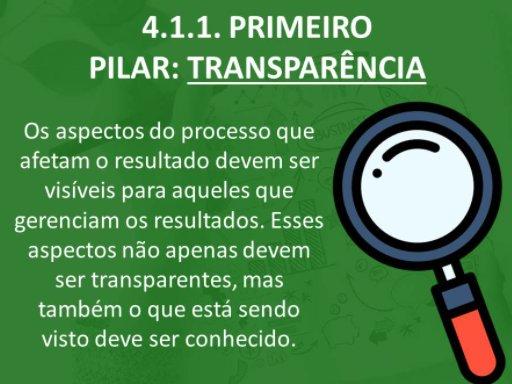 4.1.1. PRIMEIRO
PILAR: TRANSPARÊNCIA
Os aspectos do processo que
afetam o resultado devem ser
visíveis para aqueles que
gerenciam os resultados. Esses
aspectos não apenas devem
ser transparentes, mas
também o que está sendo
visto deve ser conhecido.